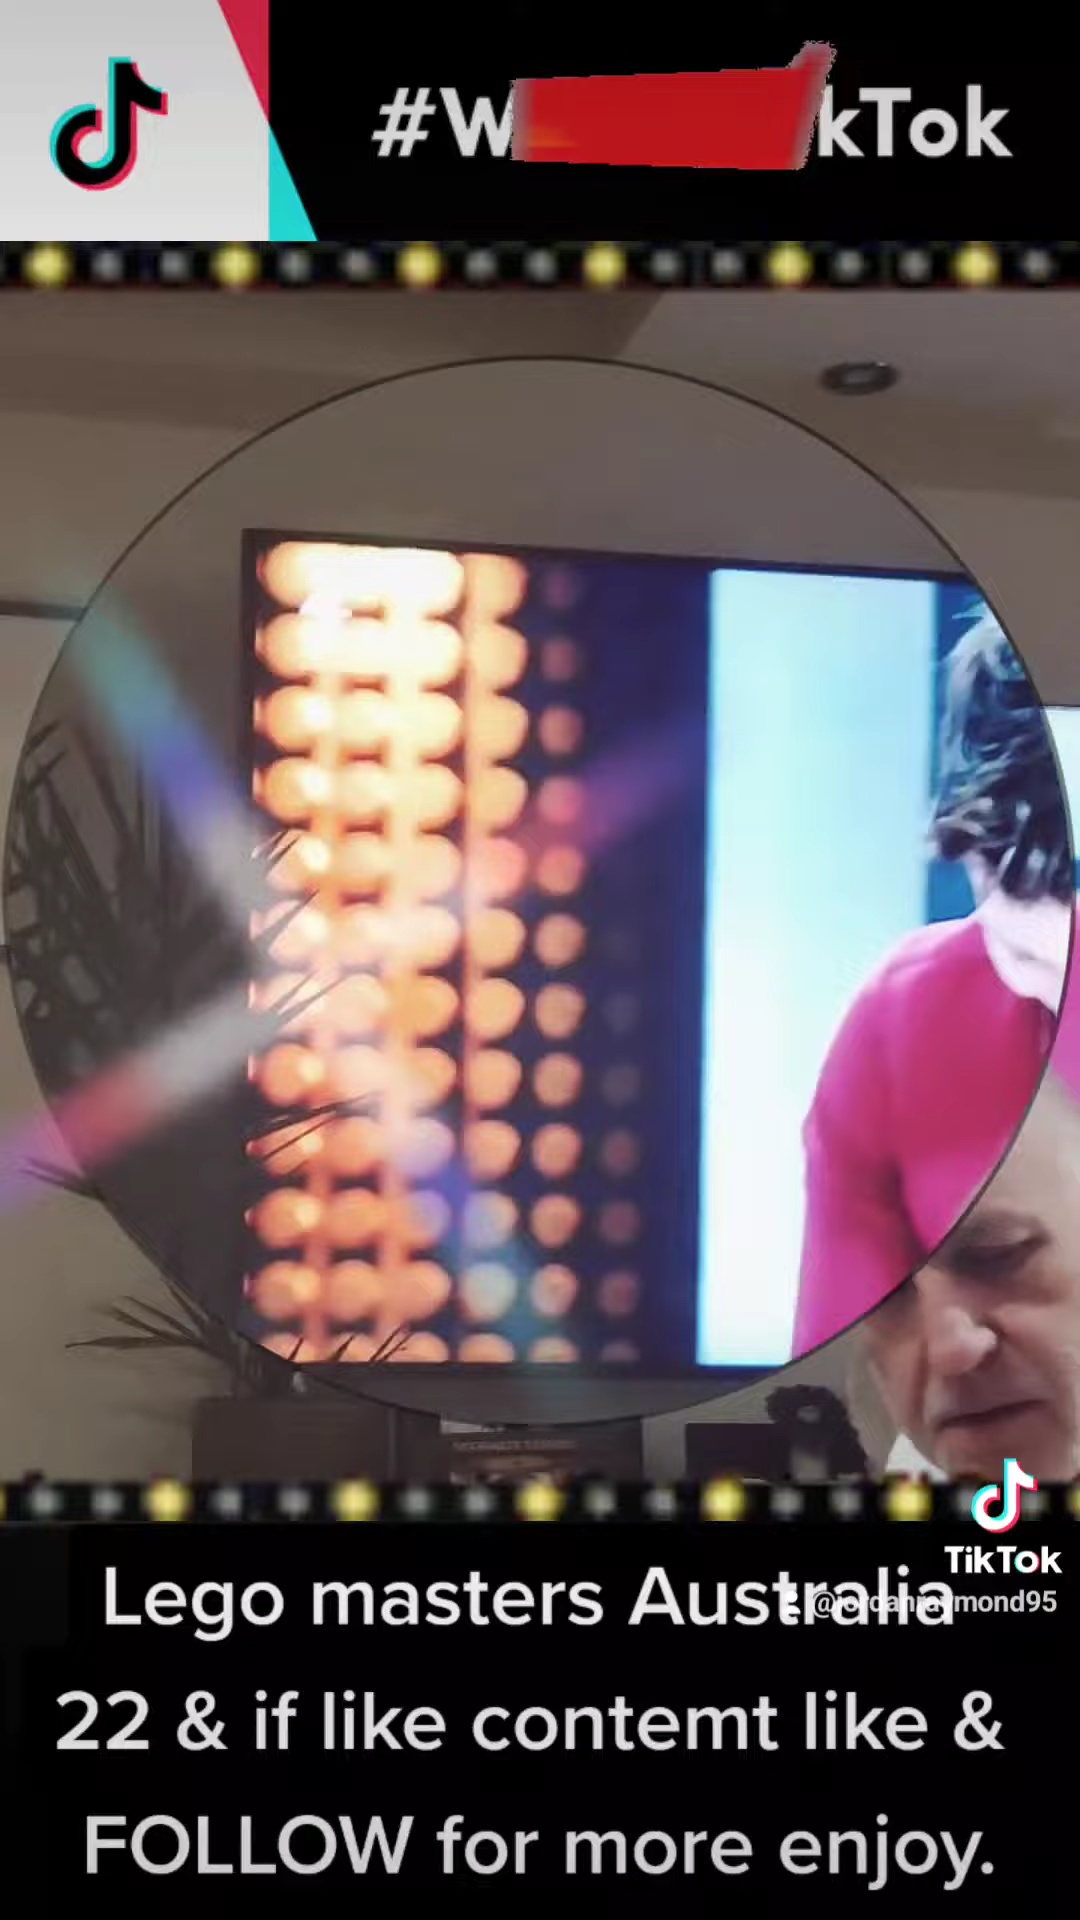 #W kTok
TikTok
Lego masters Australia
22 & if like contemt like &
FOLLOW for more enjoy.